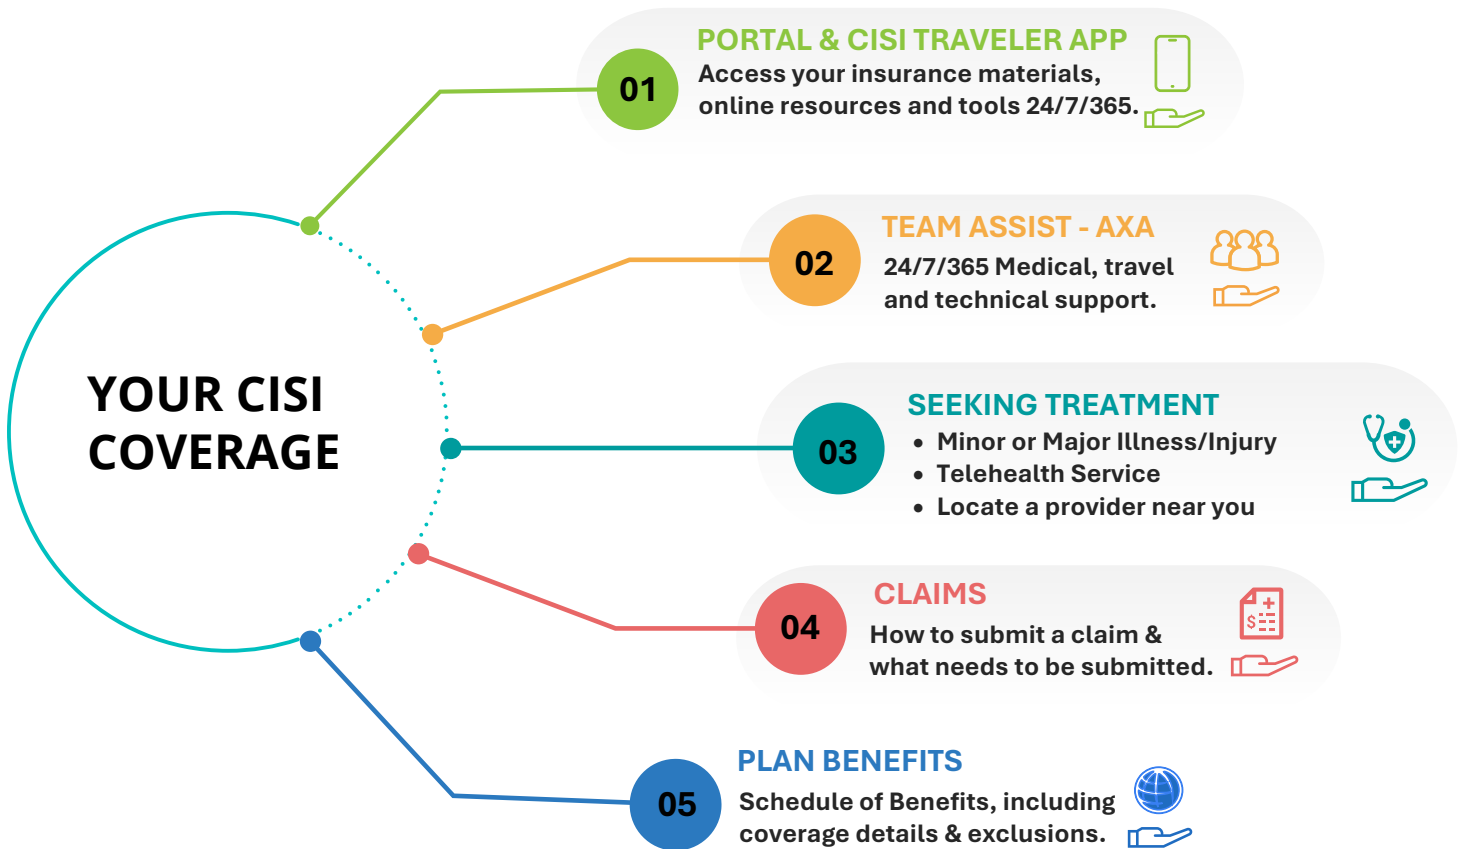 YOUR CISI
COVERAGE
01
PORTAL & CISI TRAVELER APP
Access your insurance materials,
online resources and tools 24/7/365.
02
TEAM ASSIST - AXA
24/7/365 Medical, travel
and technical support.
03
SEEKING TREATMENT
• Minor or Major Illness/Injury
• Telehealth Service
• Locate a provider near you
04
CLAIMS
How to submit a claim &
what needs to be submitted.
$
05
PLAN BENEFITS
Schedule of Benefits, including
coverage details & exclusions.